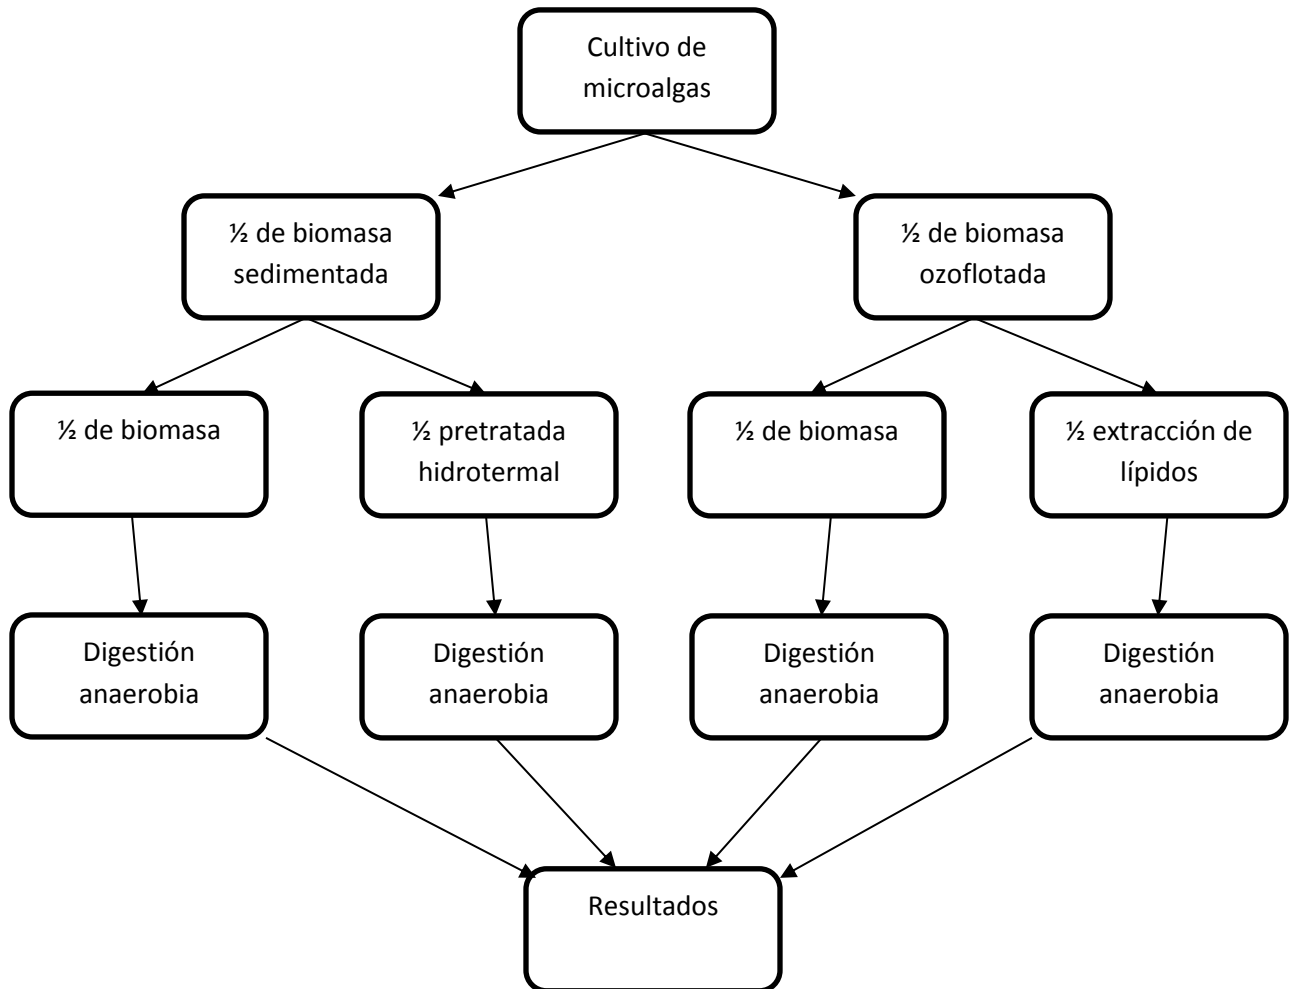 Cultivo de
microalgas
½ de biomasa
sedimentada
½ de biomasa
ozoflotada
½ de biomasa
½ pretratada
hidrotermal
½ de biomasa
½ extracción de
lípidos
Digestión
anaerobia
Digestión
anaerobia
Digestión
anaerobia
Digestión
anaerobia
Resultados